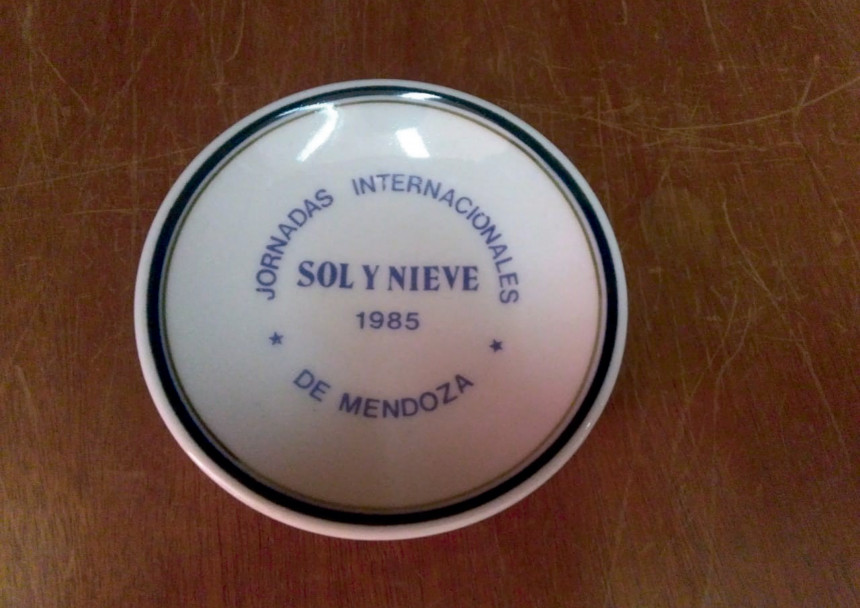 JORNADAS INTERNACIONALES
SOL Y NIEVE
1985
DE MENDOZA